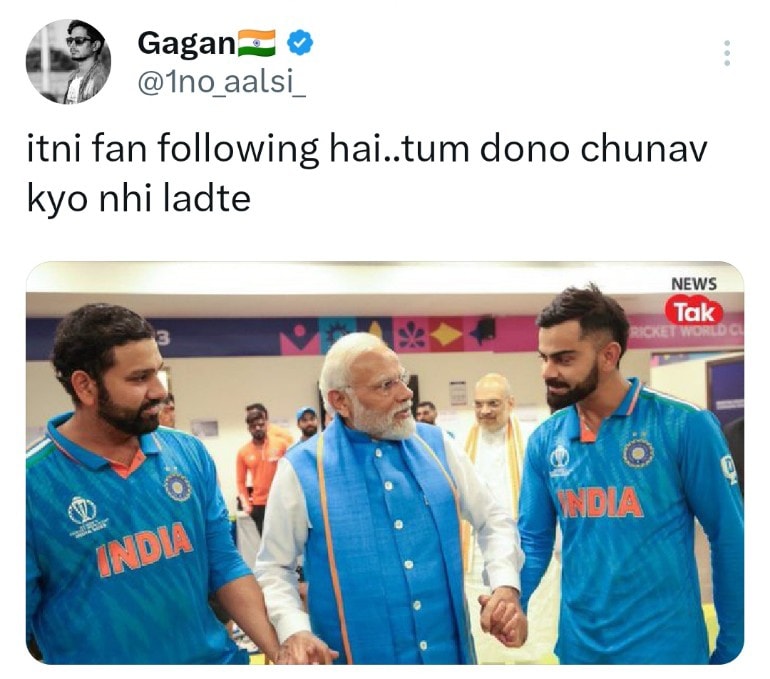 Gagan🇮🇳
@1no_aalsi_
itni fan following hai..tum dono chunav
kyo nhi ladte
NEWS
Tak
3
RICKET WORLD CU
INDIA
INDIA